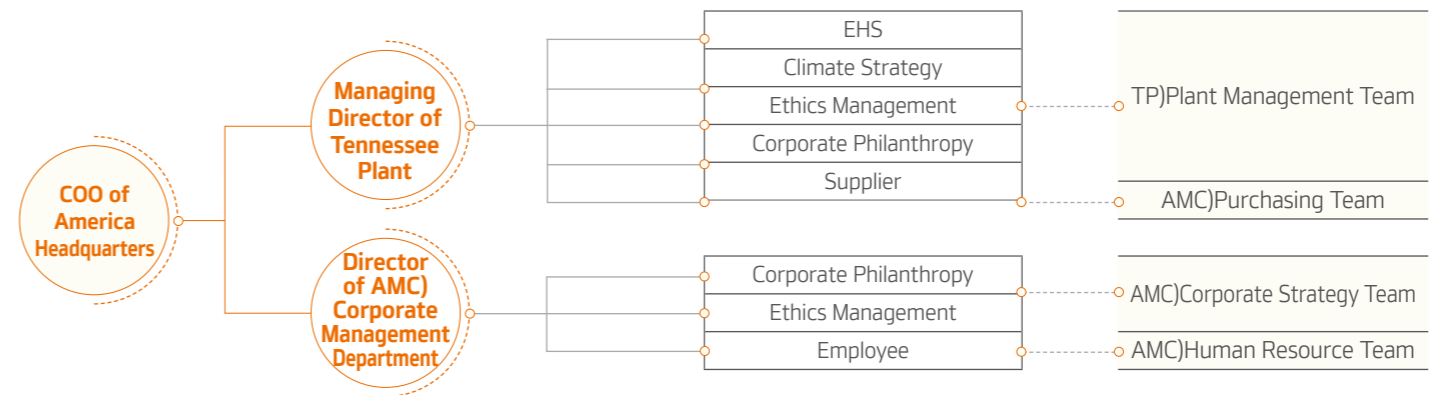 COO of
America
Headquarters
Managing
Director of
Tennessee
Plant
EHS
Climate Strategy
Ethics Management
Corporate Philanthropy
Supplier
TP)Plant Management Team
AMC)Purchasing Team
Director
of AMC)
Corporate
Management
Department
Corporate Philanthropy
Ethics Management
Employee
AMC)Corporate Strategy Team
AMC)Human Resource Team